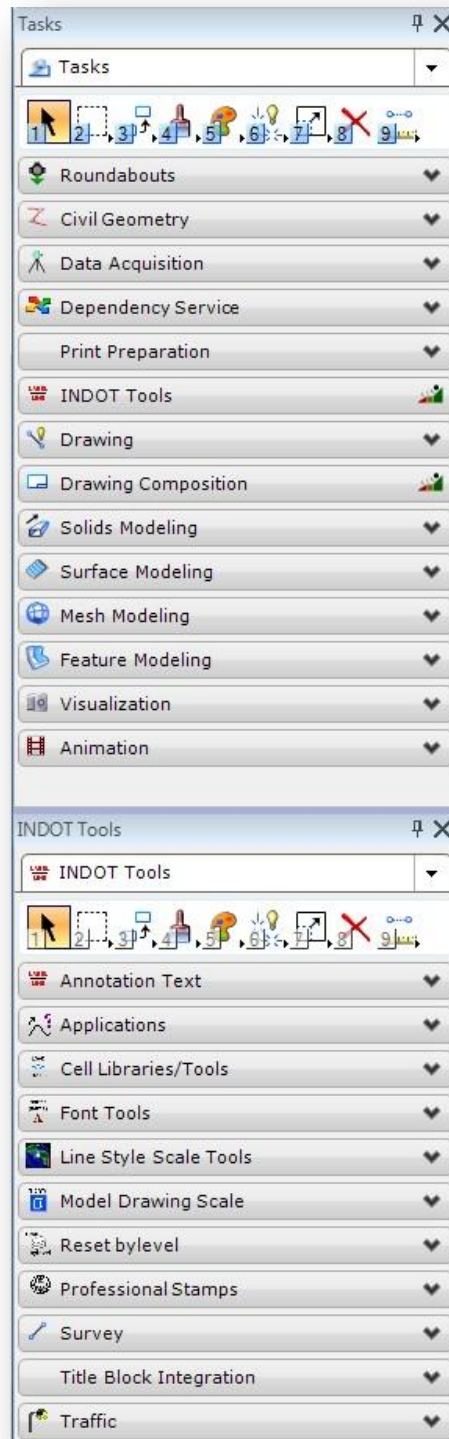 Tasks
Tasks
1 2 3 4 5 6 7 8 9
Roundabouts
Civil Geometry
Data Acquisition
Dependency Service
Print Preparation
INDOT Tools
Drawing
Drawing Composition
Solids Modeling
Surface Modeling
Mesh Modeling
Feature Modeling
Visualization
Animation
INDOT Tools
INDOT Tools
1 2 3 4 5 6 7 8 9
Annotation Text
Applications
Cell Libraries/Tools
Font Tools
Line Style Scale Tools
Model Drawing Scale
Reset bylevel
Professional Stamps
Survey
Title Block Integration
Traffic